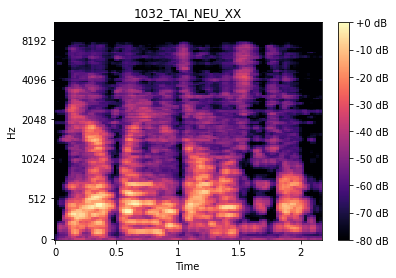 1032_TAI_NEU_XX
+0 dB
8192
-10 dB
4096
-20 dB
-30 dB
2048
Hz
-40 dB
1024
-50 dB
512
-60 dB
-70 dB
0
-80 dB
0 0.5 1 1.5 2
Time